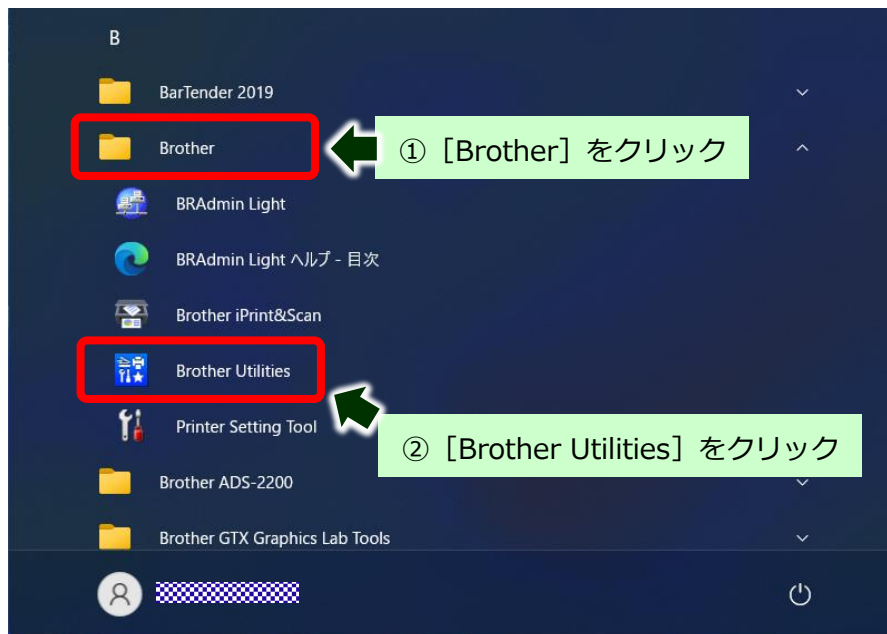 B
BarTender 2019
Brother
①［Brother］をクリック
BRAdmin Light
BRAdmin Light ヘルプ - 目次
Brother iPrint&Scan
Brother Utilities
Printer Setting Tool
②［Brother Utilities］をクリック
Brother ADS-2200
Brother GTX Graphics Lab Tools